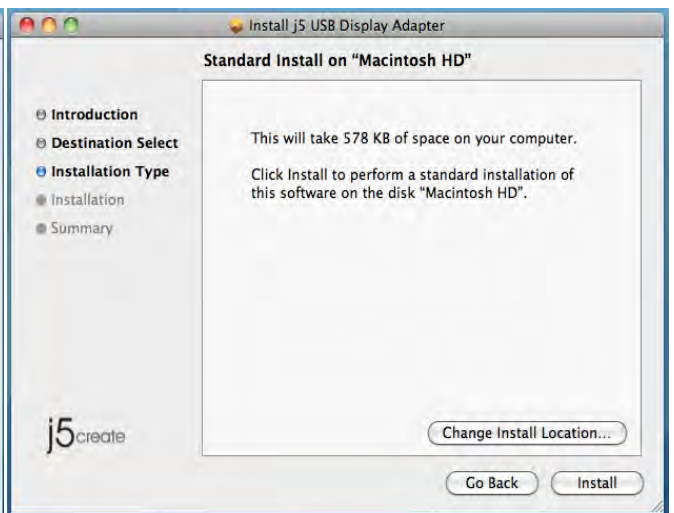 Install j5 USB Display Adapter
Standard Install on “Macintosh HD”
Introduction
Destination Select
Installation Type
Installation
Summary
This will take 578 KB of space on your computer.
Click Install to perform a standard installation of
this software on the disk “Macintosh HD”.
j5create
Change Install Location...
Go Back
Install